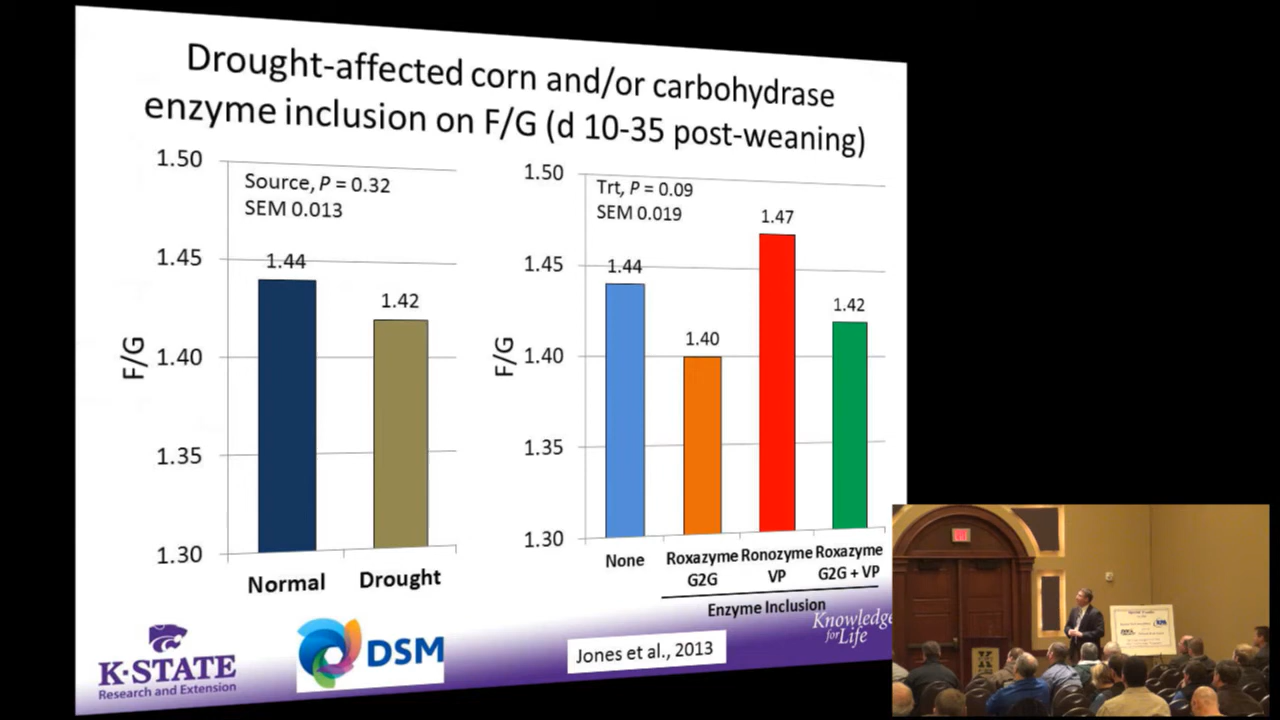 Drought-affected corn and/or carbohydrase
enzyme inclusion on F/G (d 10-35 post-weaning)
1.50
1.45
1.40
1.35
1.30
F/G
Source, P = 0.32
SEM 0.013
1.44
1.42
Normal
Drought
1.50
1.45
1.40
1.35
1.30
F/G
Trt, P = 0.09
SEM 0.019
1.44
1.40
1.47
1.42
None
Roxazyme
G2G
Ronozyme
VP
Roxazyme
G2G + VP
Enzyme Inclusion
K-STATE
Research and Extension
DSM
Jones et al., 2013
Knowledge
for Life